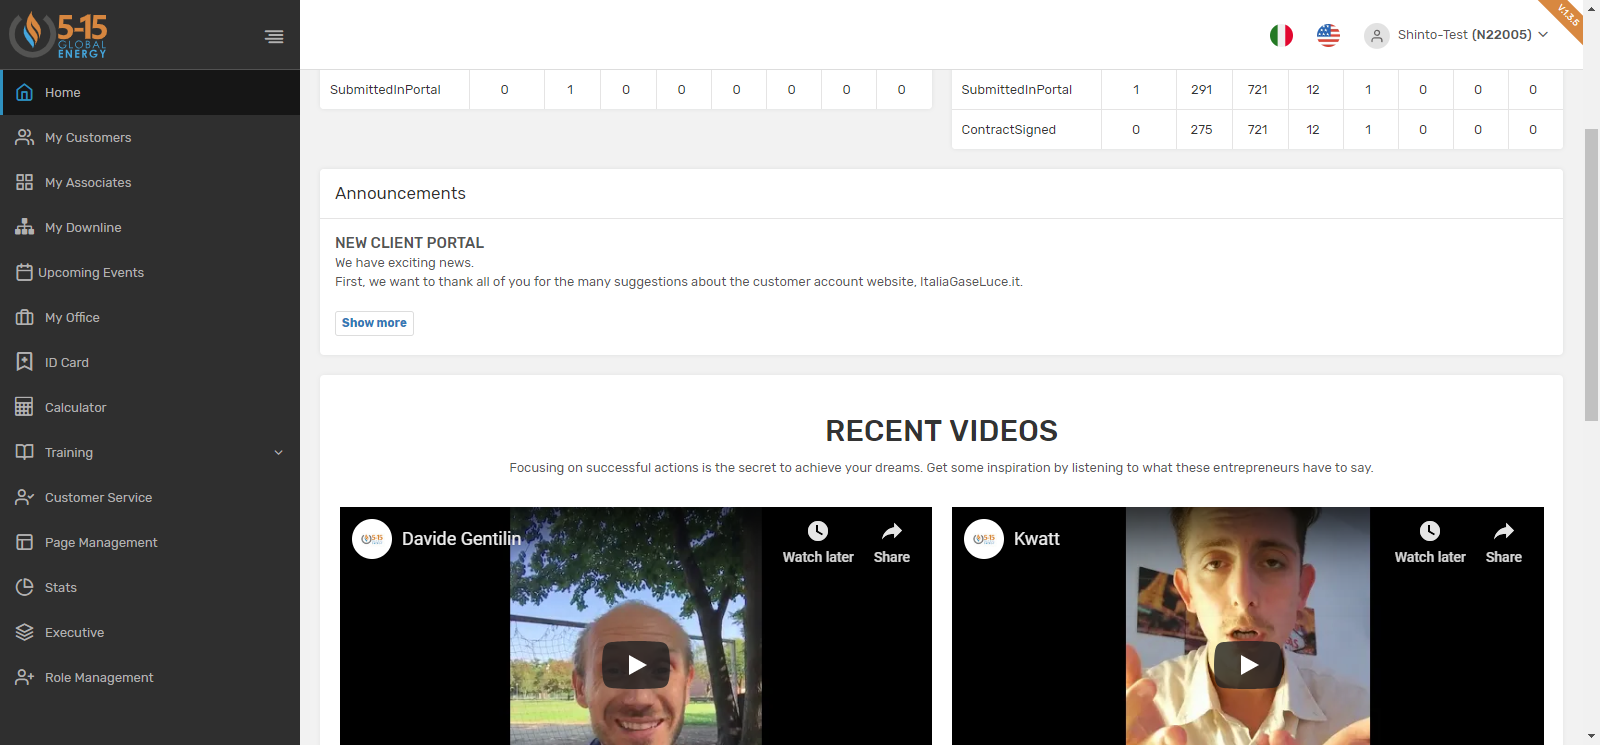 5-15
GLOBAL
ENERGY
Home
My Customers
My Associates
My Downline
Upcoming Events
My Office
ID Card
Calculator
Training
Customer Service
Page Management
Stats
Executive
Role Management
Shinto-Test (N22005)
V.1.3.5
SubmittedInPortal 0 1 0 0 0 0 0 0
SubmittedInPortal 1 291 721 12 1 0 0 0
ContractSigned 0 275 721 12 1 0 0 0
Announcements
NEW CLIENT PORTAL
We have exciting news.
First, we want to thank all of you for the many suggestions about the customer account website, ItaliaGaseLuce.it.
Show more
RECENT VIDEOS
Focusing on successful actions is the secret to achieve your dreams. Get some inspiration by listening to what these entrepreneurs have to say.
5-15
Davide Gentilin
Watch later
Share
5-15
Kwatt
Watch later
Share